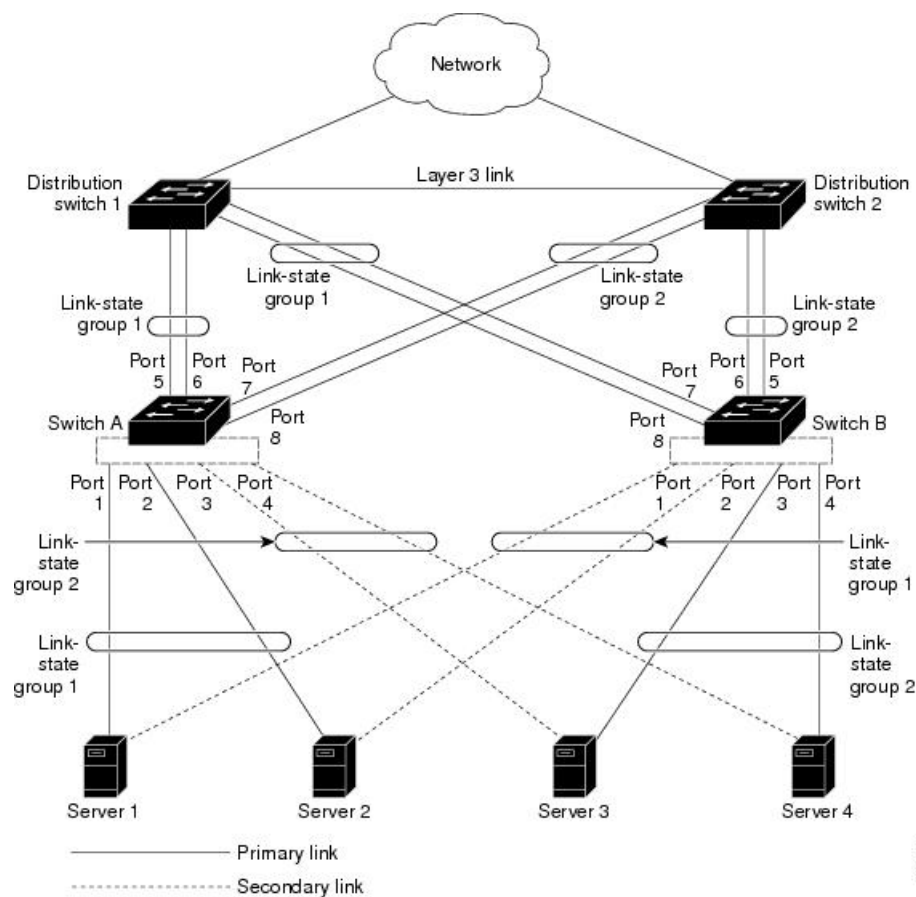 Network
Layer 3 link
Distribution
switch 1
Distribution
switch 2
Link-state
group 1
Link-state
group 2
Link-state
group 1
Link-state
group 2
Port
5
Port
6
Port
7
Port
8
Port
7
Port
6
Port
5
Port
8
Switch A
Switch B
Port
1
Port
2
Port
3
Port
4
Port
1
Port
2
Port
3
Port
4
Link-
state
group 2
Link-
state
group 1
Link-
state
group 1
Link-
state
group 2
Server 1
Server 2
Server 3
Server 4
Primary link
Secondary link